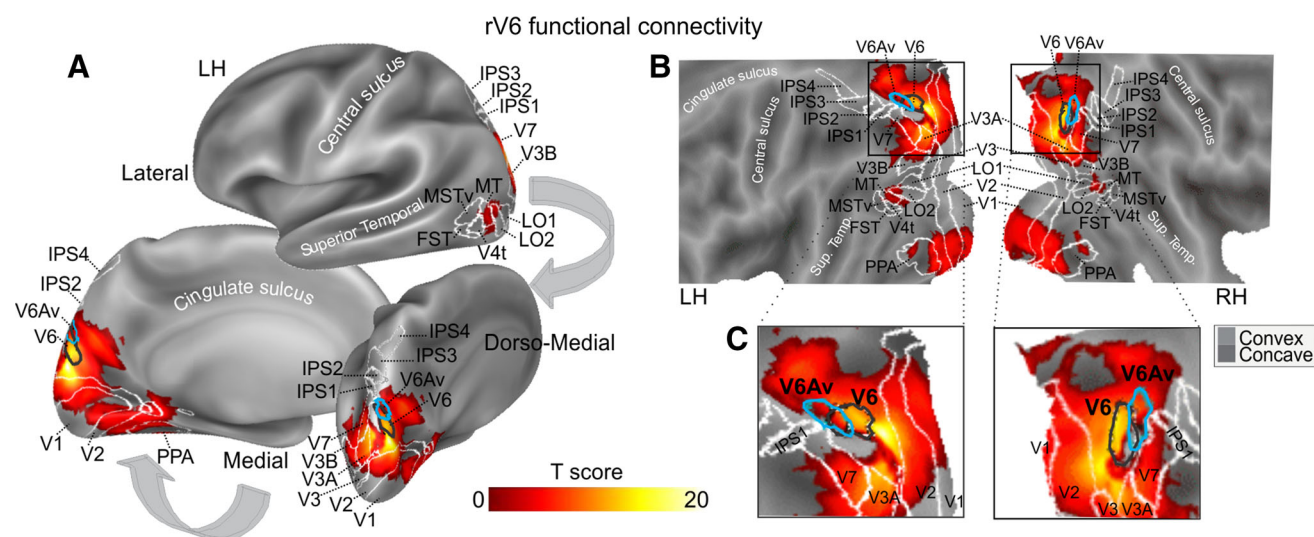 rV6 functional connectivity
A
LH
Central sulcus
IPS3
IPS2
IPS1
V7
V3B
Lateral
MT
MSTv
Superior Temporal
LO1
LO2
FST
V4t
IPS4
IPS2
V6Av
V6
Cingulate sulcus
V1
V2
PPA
Medial
IPS4
IPS3
Dorso-Medial
IPS2
IPS1
V6Av
V6
V7
V3B
V3A
V3
V2
V1
T score
0
20
B
V6Av
V6
V6
V6Av
Cingulate sulcus
Central sulcus
IPS4
IPS3
IPS2
IPS1
V7
V3A
IPS4
IPS3
IPS2
IPS1
V7
Central sulcus
V3
V3B
V3B
LO1
MT
MT
V2
MSTv
MSTv
V1
LO2
LO2
FST
V4t
FST
V4t
Sup. Temp.
Sup. Temp.
PPA
PPA
LH
RH
C
V6Av
V6
IPS1
V7
V3A
V2
V1
V6Av
V6
IPS1
V1
V7
V2
V3
V3A
Convex
Concave